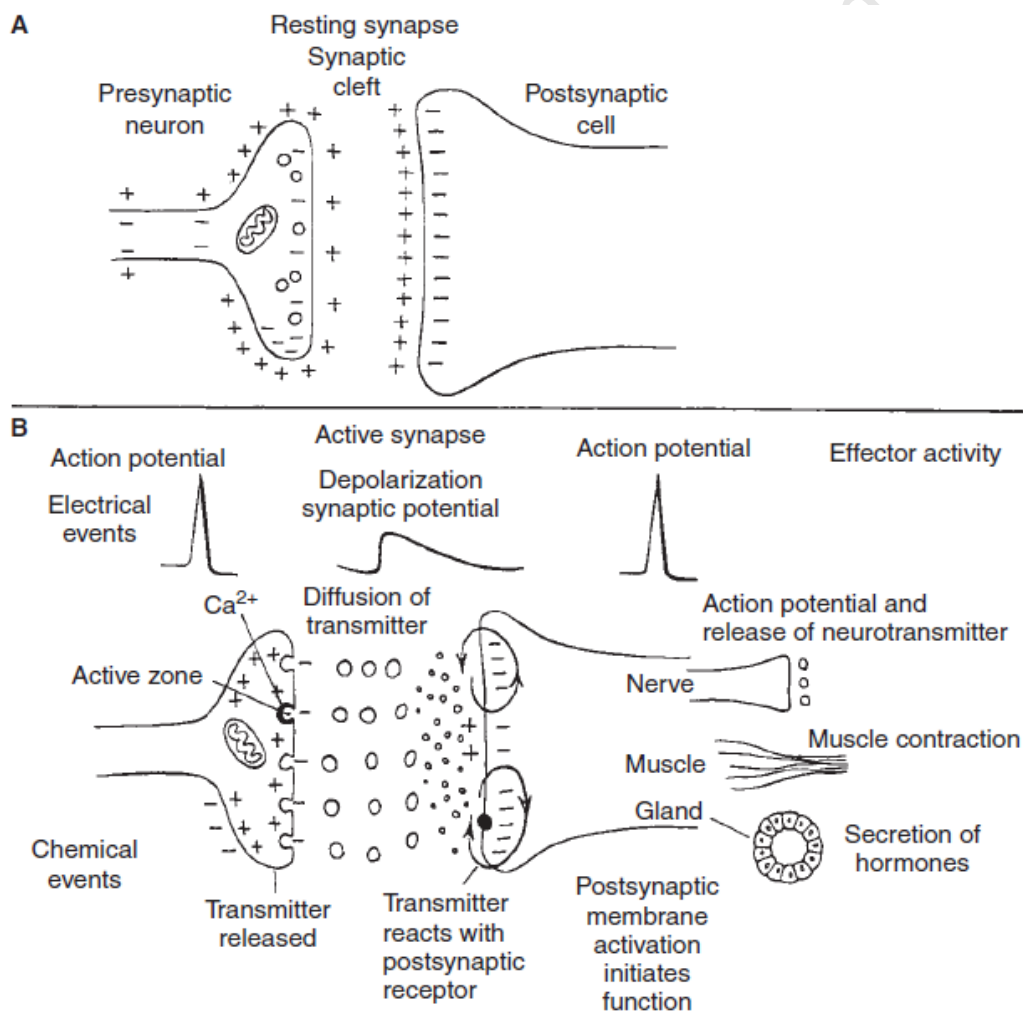 A
Resting synapse
Synaptic
cleft
Presynaptic
neuron
Postsynaptic
cell
B
Active synapse
Action potential
Electrical
events
Depolarization
synaptic potential
Action potential
Effector activity
Ca2+
Diffusion of
transmitter
Action potential and
release of neurotransmitter
Active zone
Nerve
Muscle
Muscle contraction
Gland
Secretion of
hormones
Chemical
events
Transmitter
released
Transmitter
reacts with
postsynaptic
receptor
Postsynaptic
membrane
activation
initiates
function